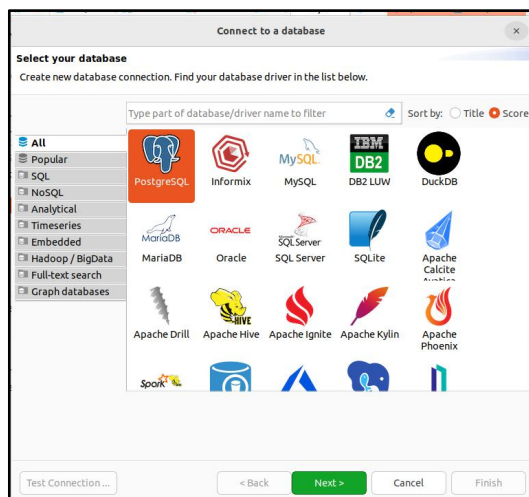 Connect to a database
Select your database
Create new database connection. Find your database driver in the list below.
Type part of database/driver name to filter
Sort by: Title Score
All
Popular
SQL
NoSQL
Analytical
Timeseries
Embedded
Hadoop / BigData
Full-text search
Graph databases
MySQL IBM DB2
PostgreSQL Informix MySQL DB2 LUW DuckDB
MariaDB ORACLE SQL Server
MariaDB Oracle SQL Server SQLite Apache Calcite
HIVE
Apache Drill Apache Hive Apache Ignite Apache Kylin Apache Phoenix
Spark
Test Connection ... < Back Next > Cancel Finish